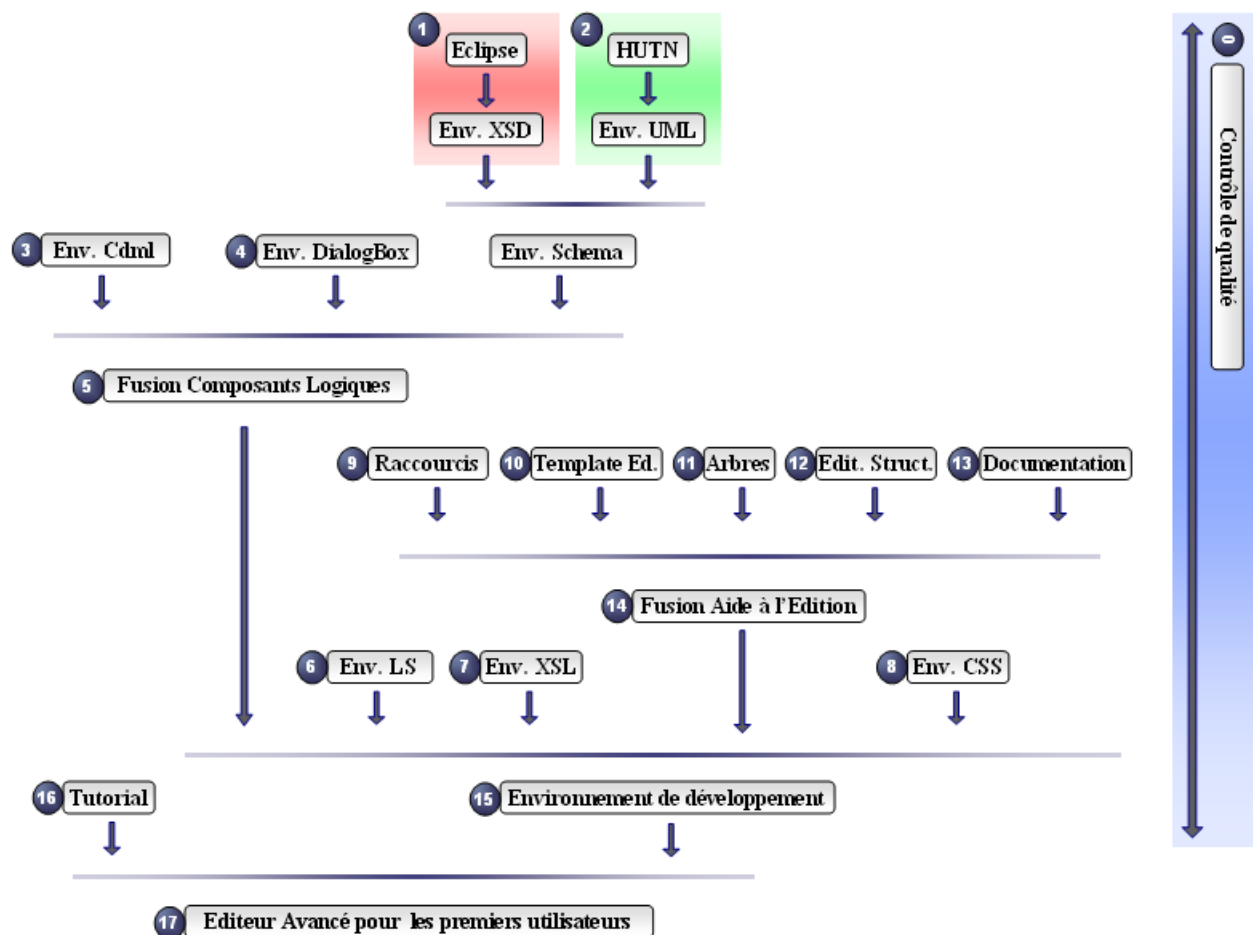 1 Eclipse
2 HUTN
Env. XSD
Env. UML
0 Contrôle de qualité
3 Env. Cdml
4 Env. DialogBox
Env. Schema
5 Fusion Composants Logiques
9 Raccourcis
10 Template Ed.
11 Arbres
12 Edit. Struct.
13 Documentation
14 Fusion Aide à l'Edition
6 Env. LS
7 Env. XSL
8 Env. CSS
16 Tutorial
15 Environnement de développement
17 Editeur Avancé pour les premiers utilisateurs